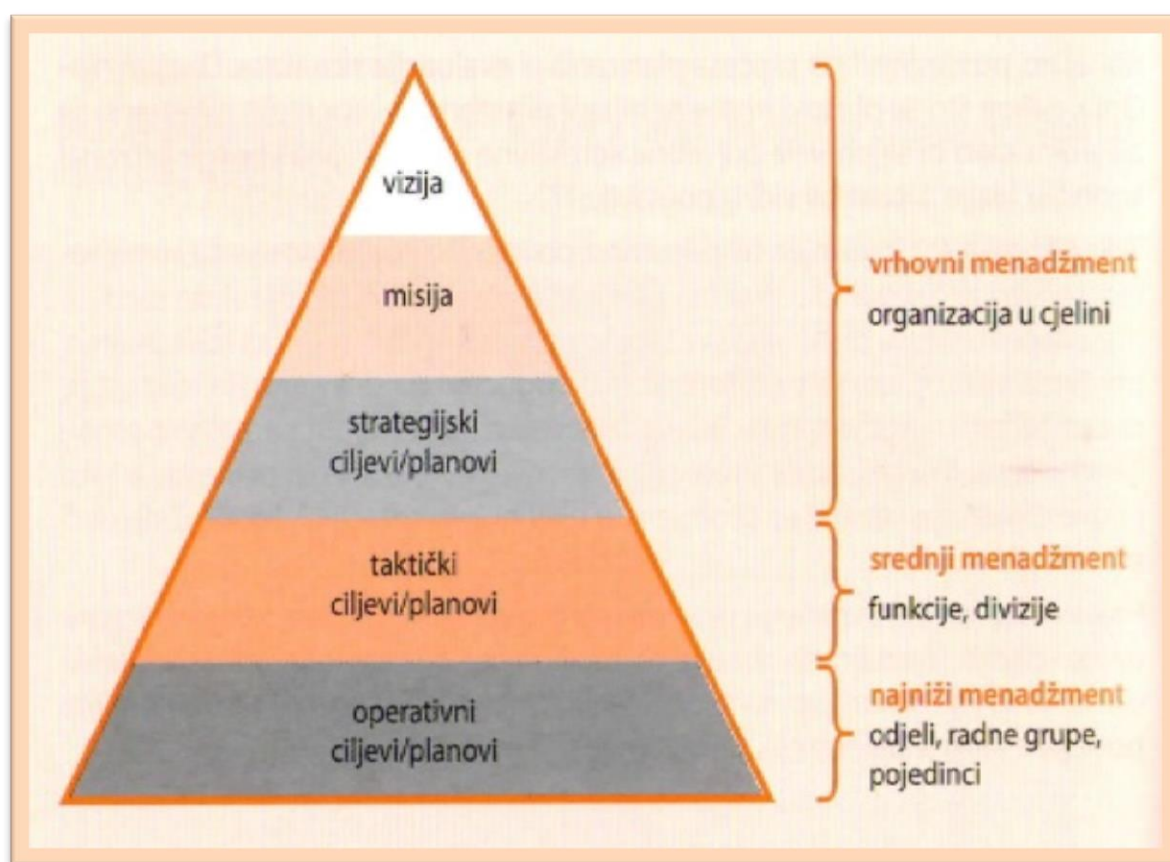 vizija
misija
strategijski
ciljevi/planovi
taktički
ciljevi/planovi
operativni
ciljevi/planovi
vrhovni menadžment
organizacija u cjelini
srednji menadžment
funkcije, divizije
najniži menadžment
odjeli, radne grupe,
pojedinci